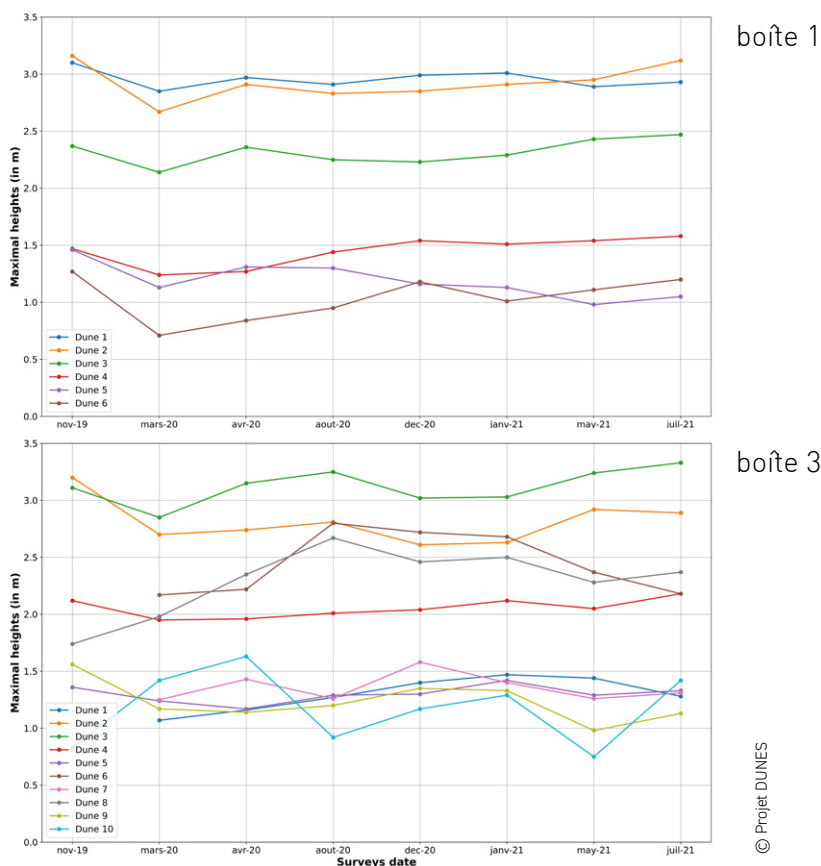 boîte 1
Maximal heights (in m)
3.5
3.0
2.5
2.0
1.5
1.0
0.5
0.0
Dune 1
Dune 2
Dune 3
Dune 4
Dune 5
Dune 6
nov-19 mars-20 avr-20 aout-20 dec-20 janv-21 may-21 juil-21
boîte 3
Maximal heights (in m)
3.5
3.0
2.5
2.0
1.5
1.0
0.5
0.0
Dune 1
Dune 2
Dune 3
Dune 4
Dune 5
Dune 6
Dune 7
Dune 8
Dune 9
Dune 10
nov-19 mars-20 avr-20 aout-20 dec-20 janv-21 may-21 juil-21
Surveys date
© Projet DUNES